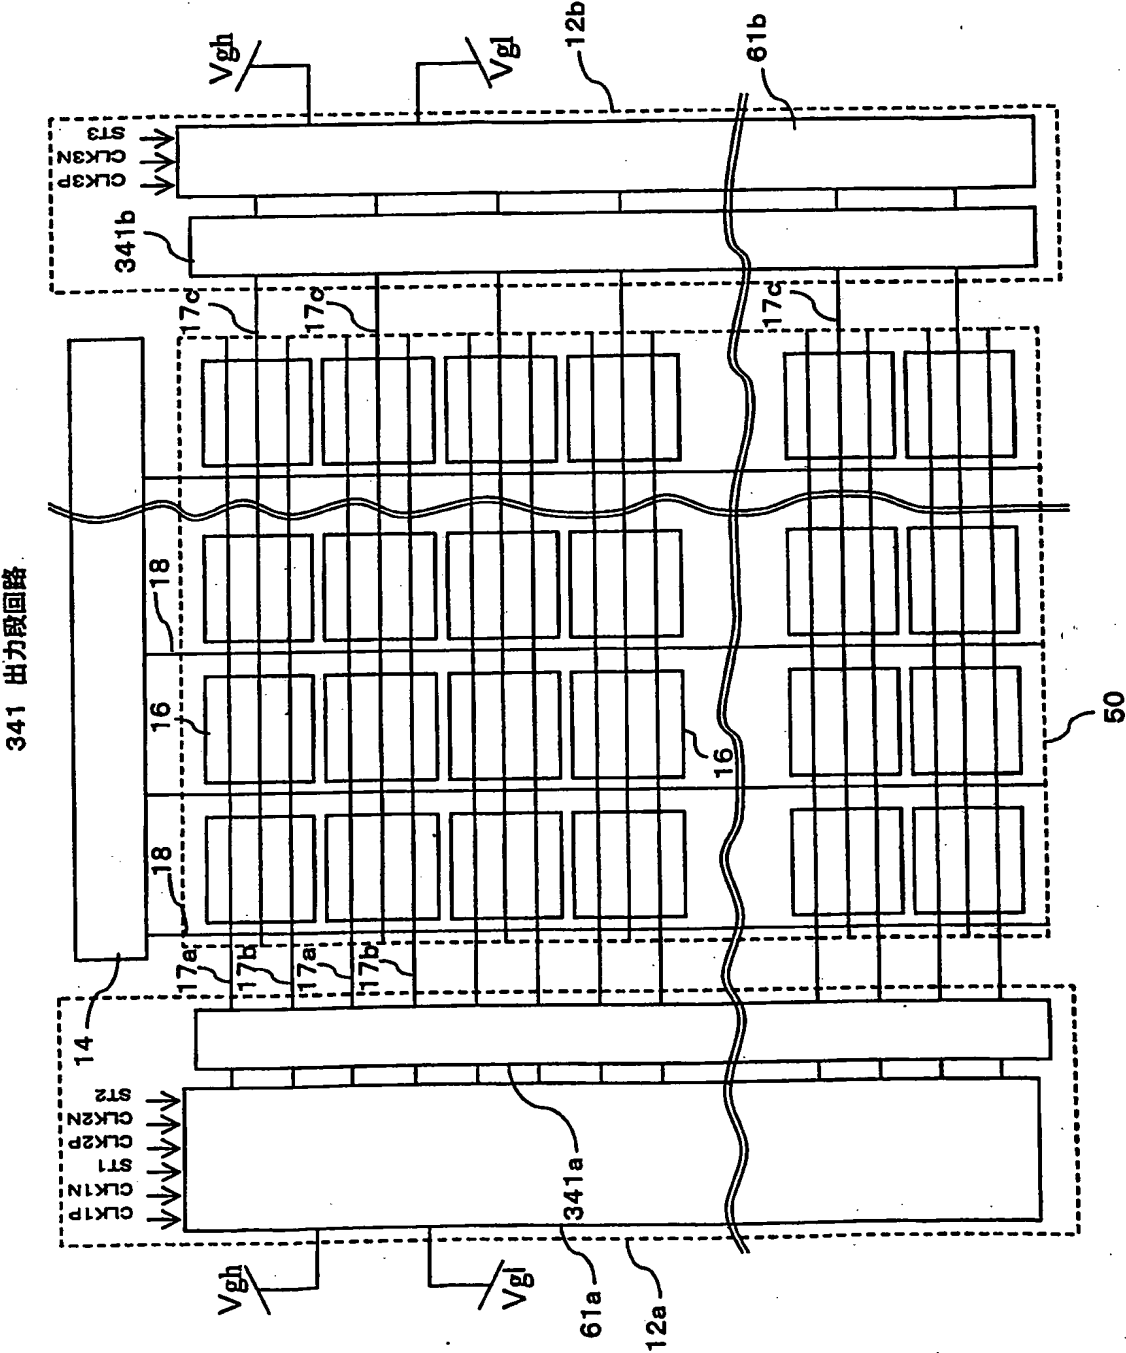 341 出力段回路
14
18
16
18
16
50
17a
17b
17a
17b
17c
17c
17c
CLK1P
CLK1N
ST1
CLK2P
CLK2N
ST2
Vgh
Vgl
61a
12a
341a
341b
CLK3P
CLK3N
ST3
Vgh
Vgl
12b
61b